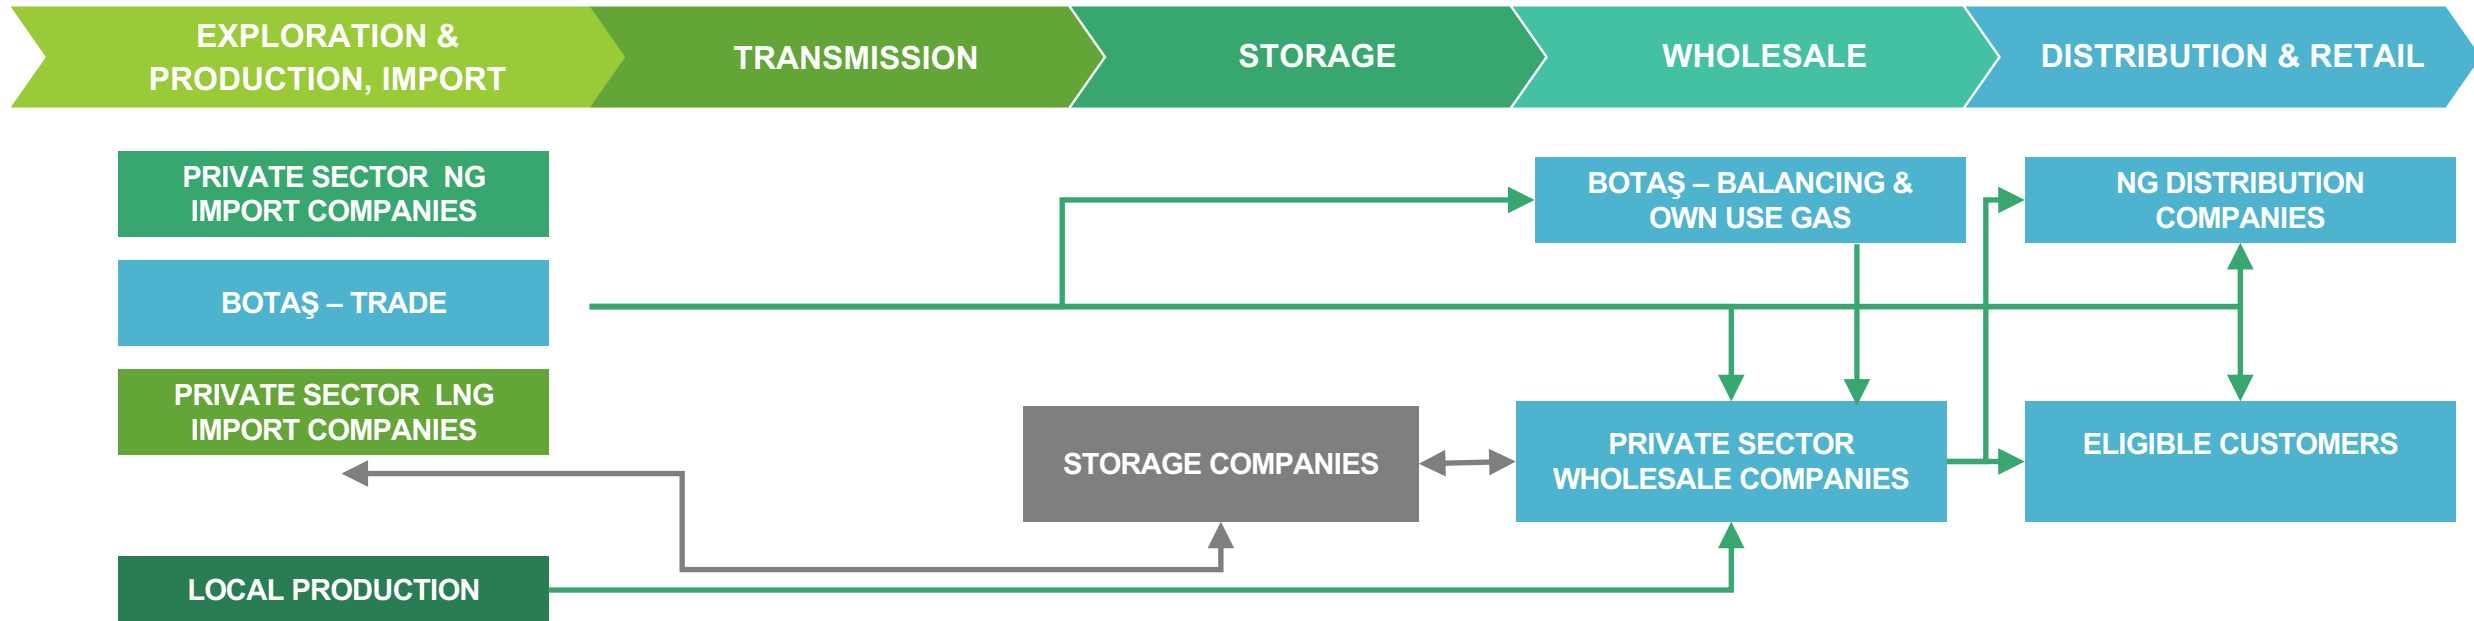 EXPLORATION &
PRODUCTION, IMPORT
TRANSMISSION
STORAGE
WHOLESALE
DISTRIBUTION & RETAIL
PRIVATE SECTOR NG
IMPORT COMPANIES
BOTAŞ – BALANCING &
OWN USE GAS
NG DISTRIBUTION
COMPANIES
BOTAŞ – TRADE
PRIVATE SECTOR LNG
IMPORT COMPANIES
STORAGE COMPANIES
PRIVATE SECTOR
WHOLESALE COMPANIES
ELIGIBLE CUSTOMERS
LOCAL PRODUCTION